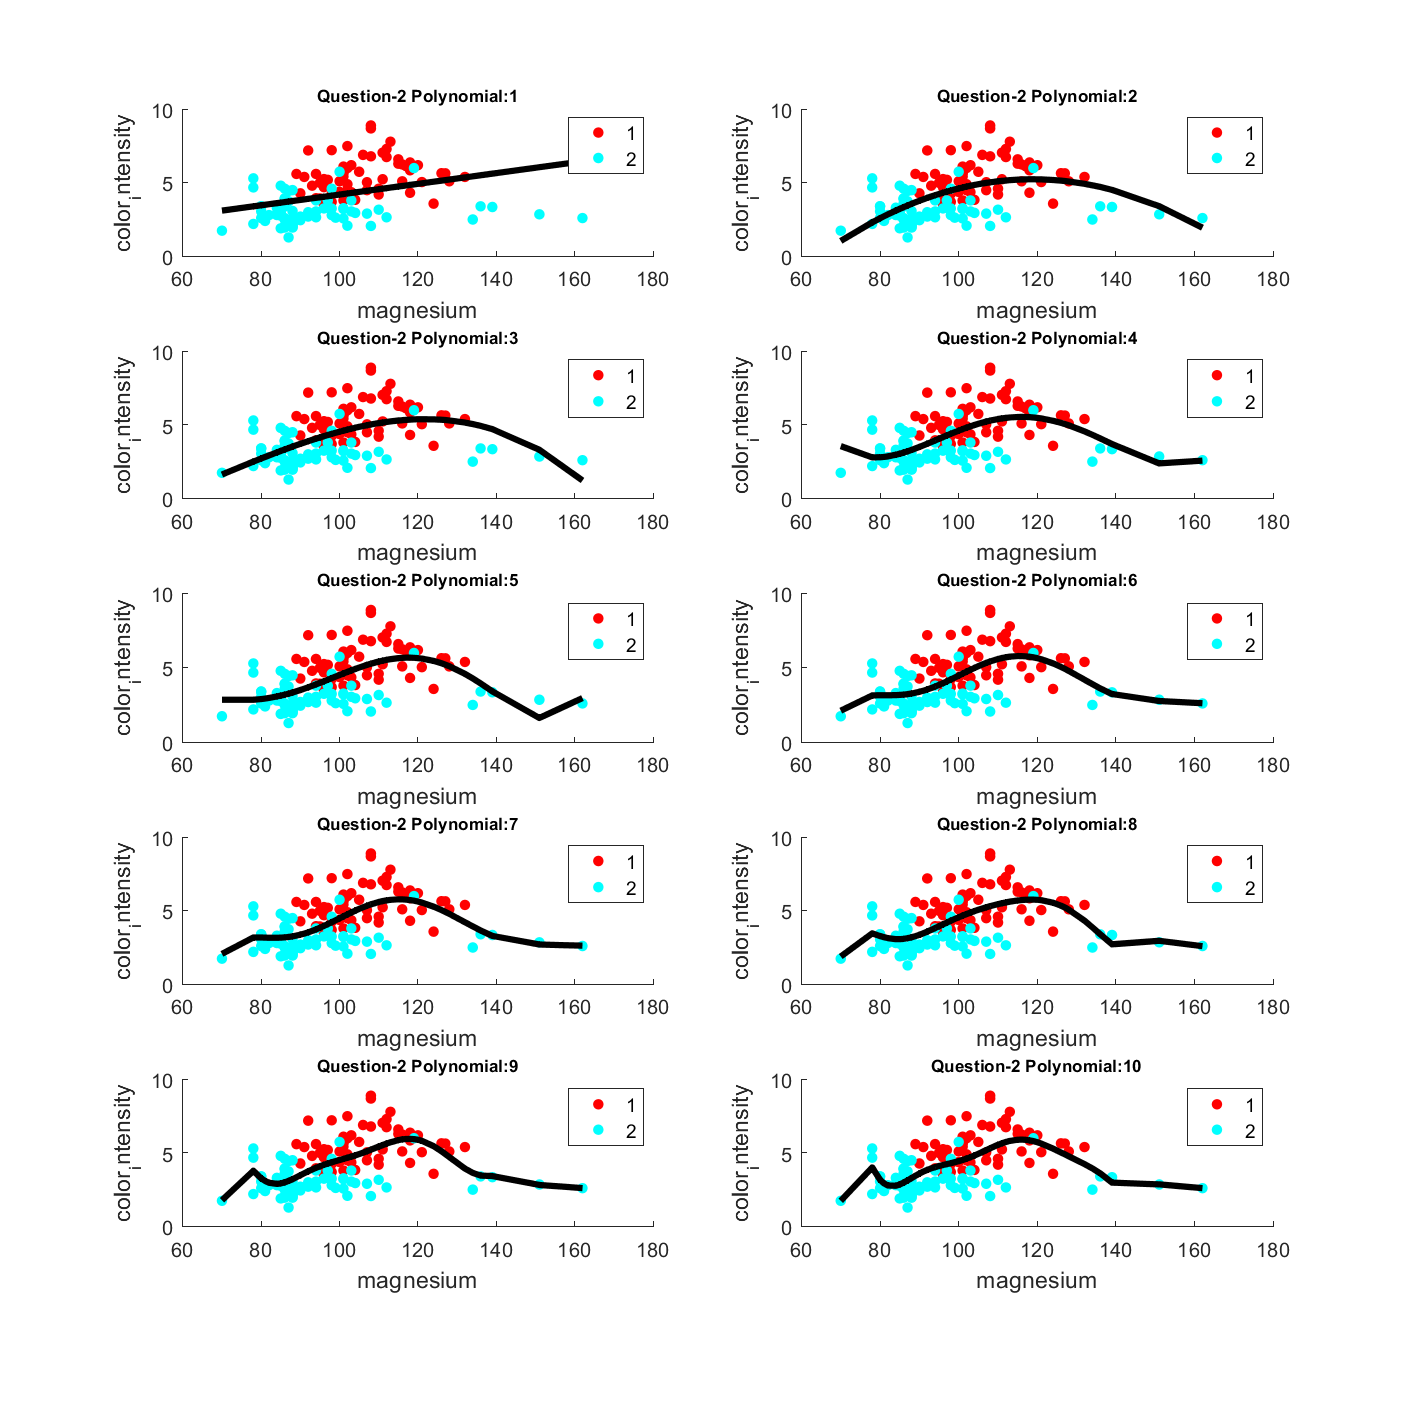 Question-2 Polynomial:1
10
5
0
color_intensity
1
2
60 80 100 120 140 160 180
magnesium
Question-2 Polynomial:2
10
5
0
color_intensity
1
2
60 80 100 120 140 160 180
magnesium
Question-2 Polynomial:3
10
5
0
color_intensity
1
2
60 80 100 120 140 160 180
magnesium
Question-2 Polynomial:4
10
5
0
color_intensity
1
2
60 80 100 120 140 160 180
magnesium
Question-2 Polynomial:5
10
5
0
color_intensity
1
2
60 80 100 120 140 160 180
magnesium
Question-2 Polynomial:6
10
5
0
color_intensity
1
2
60 80 100 120 140 160 180
magnesium
Question-2 Polynomial:7
10
5
0
color_intensity
1
2
60 80 100 120 140 160 180
magnesium
Question-2 Polynomial:8
10
5
0
color_intensity
1
2
60 80 100 120 140 160 180
magnesium
Question-2 Polynomial:9
10
5
0
color_intensity
1
2
60 80 100 120 140 160 180
magnesium
Question-2 Polynomial:10
10
5
0
color_intensity
1
2
60 80 100 120 140 160 180
magnesium